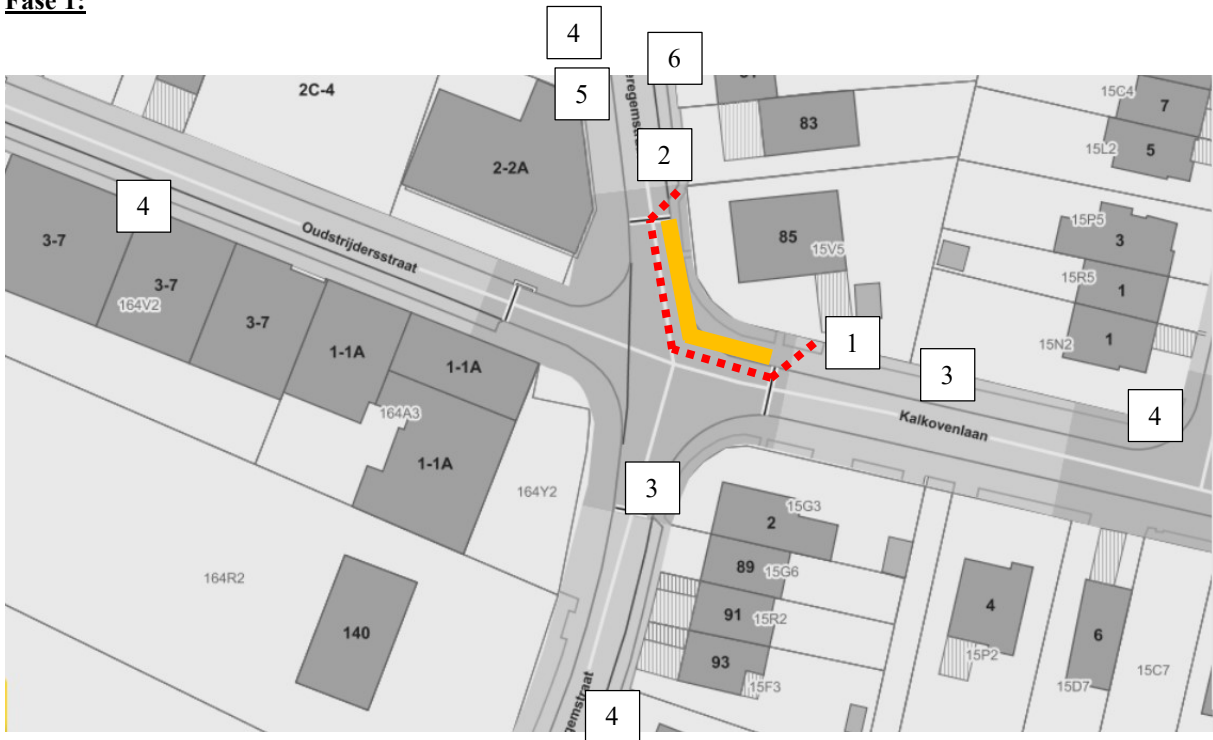 Fase 1:
4
6
5
2C-4
eregemstr
15C4
7
83
2
15L2
5
2-2A
4
15P5
3
3-7
Oudstrijdersstraat
85
15V5
15R5
1
3-7
164V2
3-7
1
15N2
1
1-1A
1-1A
3
164A3
4
Kalkovenlaan
1-1A
164Y2
3
15G3
2
164R2
89
15G6
4
91
15R2
140
6
93
15P2
15C7
15F3
15D7
gemstraat
4